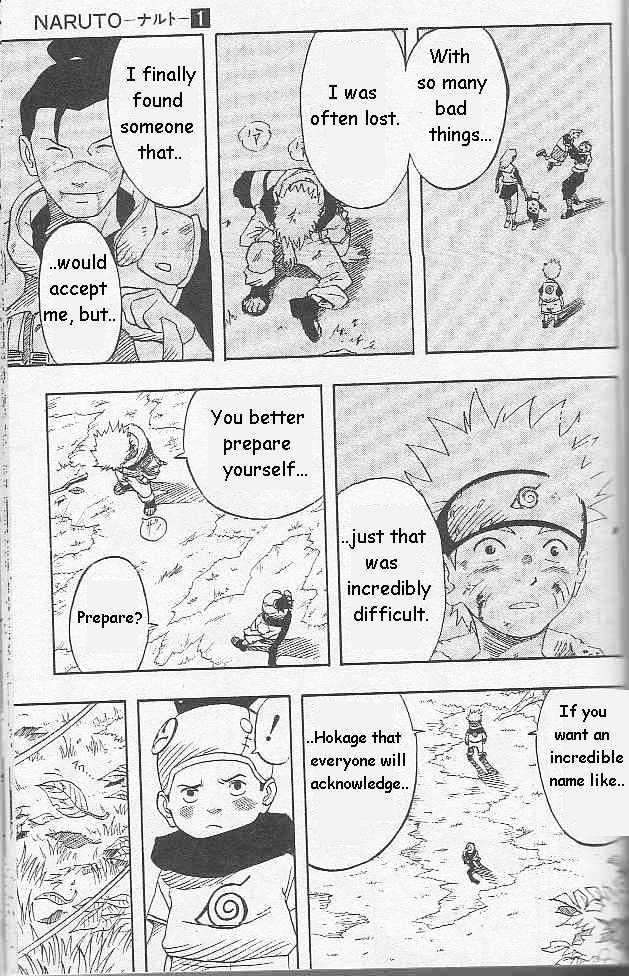 NARUTO－ナルト－1
With
so many
bad
things...
I was
often lost.
I finally
found
someone
that..
..would
accept
me, but..
..just that
was
incredibly
difficult.
You better
prepare
yourself...
Prepare?
If you
want an
incredible
name like..
..Hokage that
everyone will
acknowledge..
!